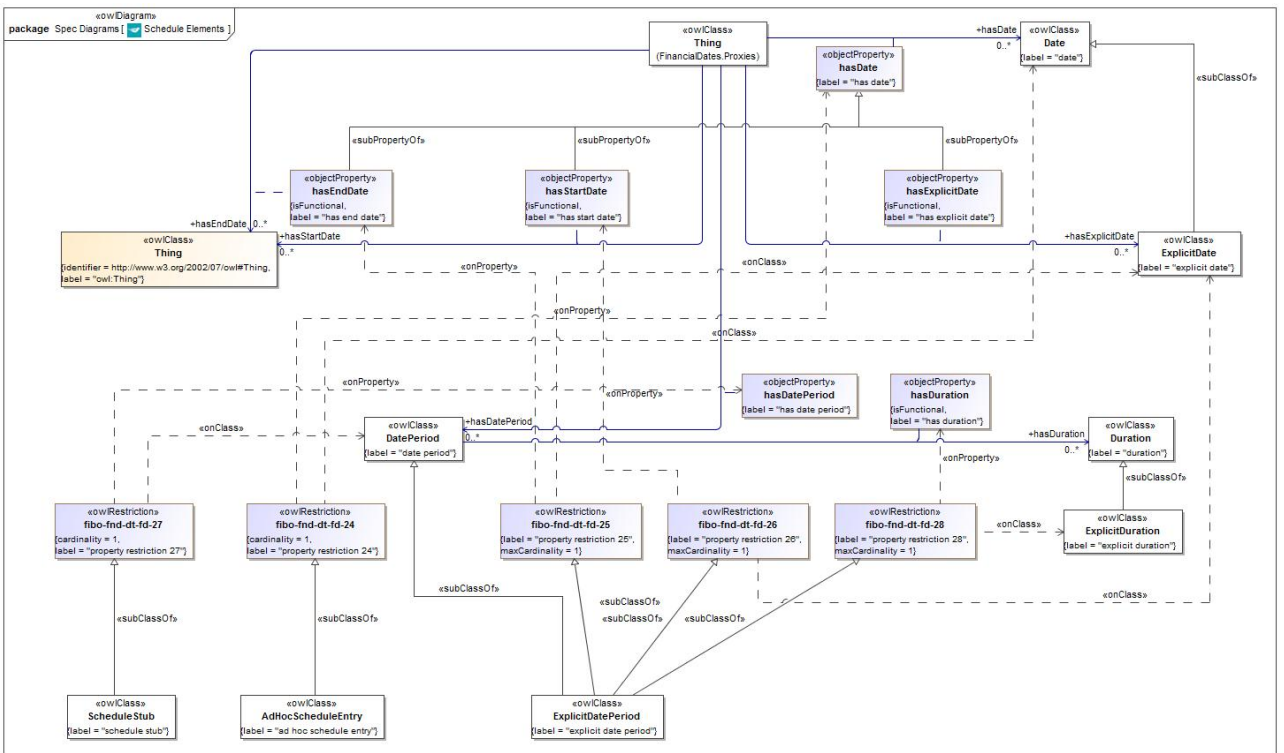 «owlDiagram»
package Spec Diagrams [ Schedule Elements ]
«owlClass»
Thing
(FinancialDates.Proxies)
+hasDate
0..*
«owlClass»
Date
{label = "date"}
«objectProperty»
hasDate
{label = "has date"}
«subClassOf»
«subPropertyOf»
«subPropertyOf»
«subPropertyOf»
«objectProperty»
hasEndDate
{isFunctional,
label = "has end date"}
«objectProperty»
hasStartDate
{isFunctional,
label = "has start date"}
«objectProperty»
hasExplicitDate
{isFunctional,
label = "has explicit date"}
+hasEndDate 0..*
+hasStartDate
0..*
+hasExplicitDate
0..*
«owlClass»
Thing
{identifier = http://www.w3.org/2002/07/owl#Thing,
label = "owl:Thing"}
«owlClass»
ExplicitDate
{label = "explicit date"}
«onProperty»
«onClass»
«onProperty»
«onClass»
«onProperty»
«onProperty»
«objectProperty»
hasDatePeriod
{label = "has date period"}
«objectProperty»
hasDuration
{isFunctional,
label = "has duration"}
«onClass»
«owlClass»
DatePeriod
{label = "date period"}
+hasDatePeriod
0..*
+hasDuration
0..*
«owlClass»
Duration
{label = "duration"}
«onProperty»
«subClassOf»
«owlRestriction»
fibo-fnd-dt-fd-27
{cardinality = 1,
label = "property restriction 27"}
«owlRestriction»
fibo-fnd-dt-fd-24
{cardinality = 1,
label = "property restriction 24"}
«owlRestriction»
fibo-fnd-dt-fd-25
{label = "property restriction 25",
maxCardinality = 1}
«owlRestriction»
fibo-fnd-dt-fd-26
{label = "property restriction 26",
maxCardinality = 1}
«owlRestriction»
fibo-fnd-dt-fd-28
{label = "property restriction 28",
maxCardinality = 1}
«onClass»
«owlClass»
ExplicitDuration
{label = "explicit duration"}
«subClassOf»
«subClassOf»
«onClass»
«subClassOf»
«subClassOf»
«subClassOf»
«subClassOf»
«owlClass»
ScheduleStub
{label = "schedule stub"}
«owlClass»
AdHocScheduleEntry
{label = "ad hoc schedule entry"}
«owlClass»
ExplicitDatePeriod
{label = "explicit date period"}